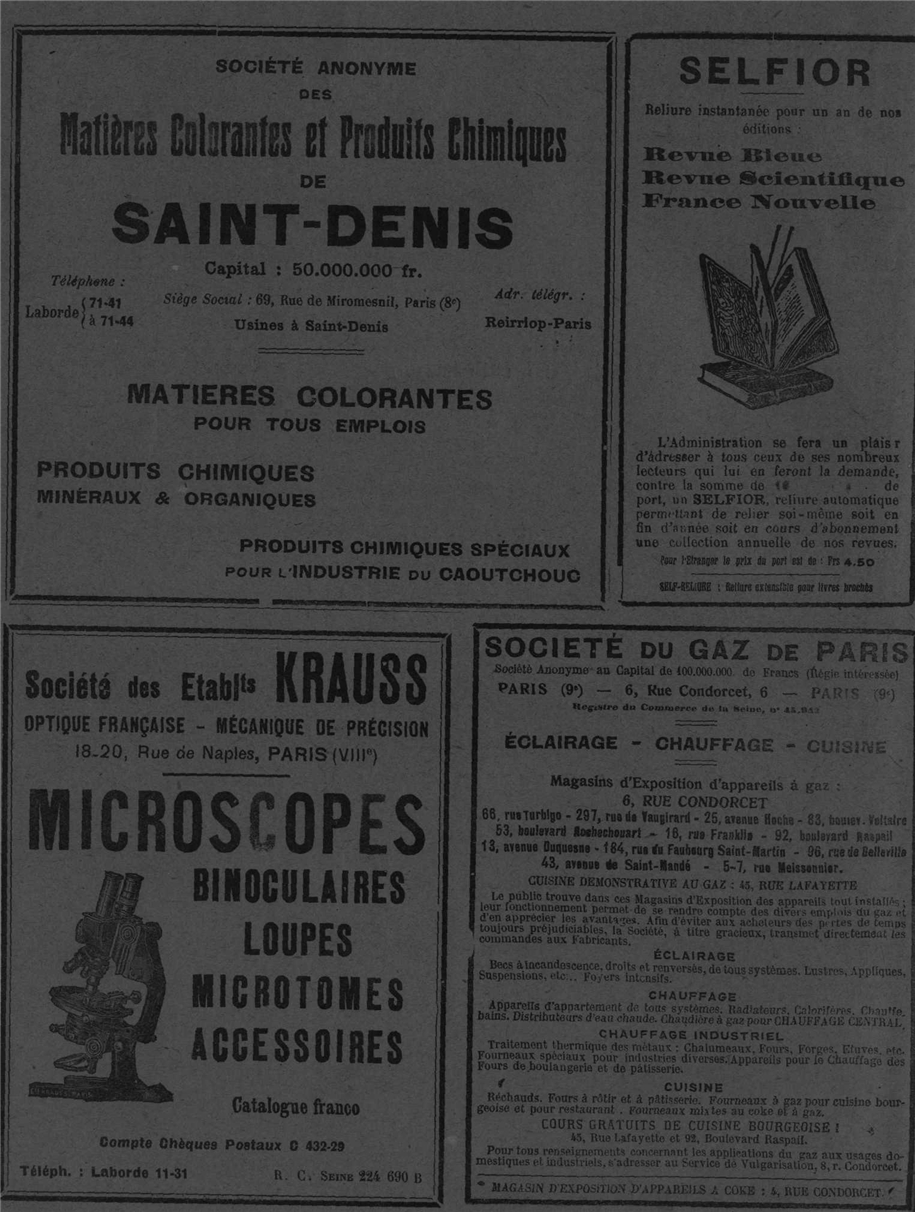 SOCIÉTÉ ANONYME
DES
Matières Colorantes et Produits Chimiques
DE
SAINT-DENIS
Capital : 50.000.000 fr.
Téléphone :
Laborde { 71-41
à 71-44
Siège Social : 69, Rue de Miromesnil, Paris (8e)
Usines à Saint-Denis
Adr. télégr. :
Reirriop-Paris
MATIERES COLORANTES
POUR TOUS EMPLOIS
PRODUITS CHIMIQUES
MINÉRAUX & ORGANIQUES
PRODUITS CHIMIQUES SPÉCIAUX
POUR L'INDUSTRIE DU CAOUTCHOUC
SELFIOR
Reliure instantanée pour un an de nos
éditions :
Revue Bleue
Revue Scientifique
France Nouvelle
L'Administration se fera un plaisr
d'adresser à tous ceux de ses nombreux
lecteurs qui lui en feront la demande,
contre la somme de de
port, un SELFIOR, reliure automatique
permettant de relier soi-même soit en
fin d'année soit en cours d'abonnement
une collection annuelle de nos revues.
Pour l'Etranger le prix du port est de : Frs 4.50
SELF-RELIURE : Reliure extensible pour livres brochés
Société des Etablts KRAUSS
OPTIQUE FRANÇAISE - MÉCANIQUE DE PRÉCISION
18-20, Rue de Naples, PARIS (VIIIe)
MICROSCOPES
BINOCULAIRES
LOUPES
MICROTOMES
ACCESSOIRES
Catalogue franco
Compte Chèques Postaux C 432-29
Téléph. : Laborde 11-31 R. C. SEINE 224 690 B
SOCIETÉ DU GAZ DE PARIS
Société Anonyme au Capital de 100.000.000 de Francs (Régie intéressée)
PARIS (9e) — 6, Rue Condorcet, 6 — PARIS (9e)
Registre du Commerce de la Seine, n°
ÉCLAIRAGE - CHAUFFAGE - CUISINE
Magasins d'Exposition d'appareils à gaz :
6, RUE CONDORCET
66, rue Turbigo - 297, rue de Vaugirard - 25, avenue Hoche - 83, boulev. Voltaire
53, boulevard Rochechouart - 16, rue Franklin - 92, boulevard Raspail
13, avenue Duquesne - 184, rue du Faubourg Saint-Martin - 96, rue de Belleville
43, avenue de Saint-Mandé - 5-7, rue Meissonnier.
CUISINE DEMONSTRATIVE AU GAZ : 45, RUE LAFAYETTE
Le public trouve dans ces Magasins d'Exposition des appareils tout installés ;
leur fonctionnement permet de se rendre compte des divers emplois du gaz et
d'en apprécier les avantages. Afin d'éviter aux acheteurs des pertes de temps
toujours préjudiciables, la Société, à titre gracieux, transmet directement les
commandes aux Fabricants.
ÉCLAIRAGE
Becs à incandescence, droits et renversés, de tous systèmes. Lustres, Appliques,
Suspensions, etc... Foyers intensifs.
CHAUFFAGE
Appareils d'appartement de tous systèmes. Radiateurs, Calorifères, Chauffe-
bains. Distributeurs d'eau chaude. Chaudière à gaz pour CHAUFFAGE CENTRAL
CHAUFFAGE INDUSTRIEL
Traitement thermique des métaux : Chalumeaux, Fours, Forges, Etuves, etc.
Fourneaux spéciaux pour industries diverses. Appareils pour le Chauffage des
Fours de boulangerie et de pâtisserie.
CUISINE
Réchauds. Fours à rôtir et à pâtisserie. Fourneaux à gaz pour cuisine bour-
geoise et pour restaurant . Fourneaux mixtes au coke et à gaz.
COURS GRATUITS DE CUISINE BOURGEOISE !
45, Rue Lafayette et 92, Boulevard Raspail.
Pour tous renseignements concernant les applications du gaz aux usages do-
mestiques et industriels, s'adresser au Service de Vulgarisation, 8, r. Condorcet.
MAGASIN D'EXPOSITION D'APPAREILS A COKE : 4, RUE CONDORCET